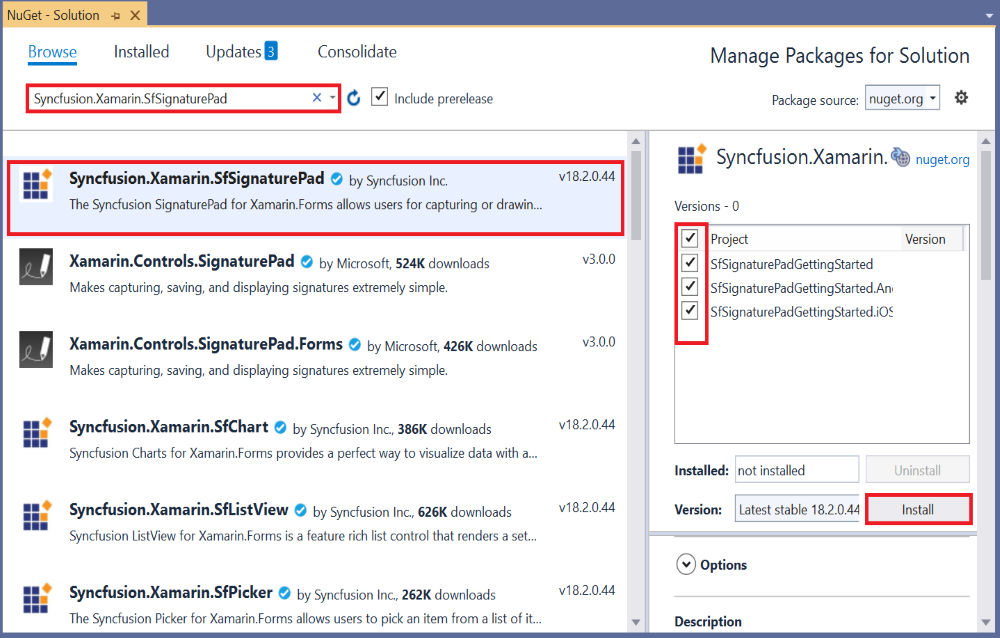 NuGet - Solution
Browse Installed Updates 3 Consolidate
Manage Packages for Solution
Syncfusion.Xamarin.SfSignaturePad
Include prerelease
Package source: nuget.org
Syncfusion.Xamarin.SfSignaturePad by Syncfusion Inc. v18.2.0.44
The Syncfusion SignaturePad for Xamarin.Forms allows users for capturing or drawin...
Xamarin.Controls.SignaturePad by Microsoft, 524K downloads v3.0.0
Makes capturing, saving, and displaying signatures extremely simple.
Xamarin.Controls.SignaturePad.Forms by Microsoft, 426K downloads v3.0.0
Makes capturing, saving, and displaying signatures extremely simple.
Syncfusion.Xamarin.SfChart by Syncfusion Inc., 386K downloads v18.2.0.44
Syncfusion Charts for Xamarin.Forms provides a perfect way to visualize data with a...
Syncfusion.Xamarin.SfListView by Syncfusion Inc., 626K downloads v18.2.0.44
Syncfusion ListView for Xamarin.Forms is a feature rich list control that renders a set...
Syncfusion.Xamarin.SfPicker by Syncfusion Inc., 262K downloads v18.2.0.44
The Syncfusion Picker for Xamarin.Forms allows users to pick an item from a list of it...
Syncfusion.Xamarin. nuget.org
Versions - 0
Project Version
SfSignaturePadGettingStarted
SfSignaturePadGettingStarted.An
SfSignaturePadGettingStarted.iOS
Installed: not installed Uninstall
Version: Latest stable 18.2.0.44 Install
Options
Description